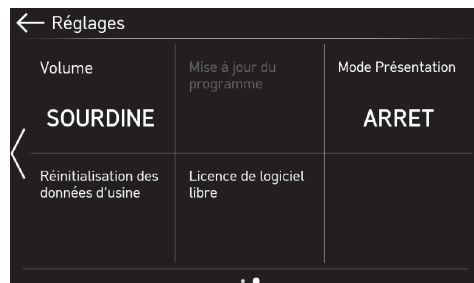 Réglages
Volume
SOURDINE
Mise à jour du
programme
Mode Présentation
ARRET
Réinitialisation des
données d'usine
Licence de logiciel
libre